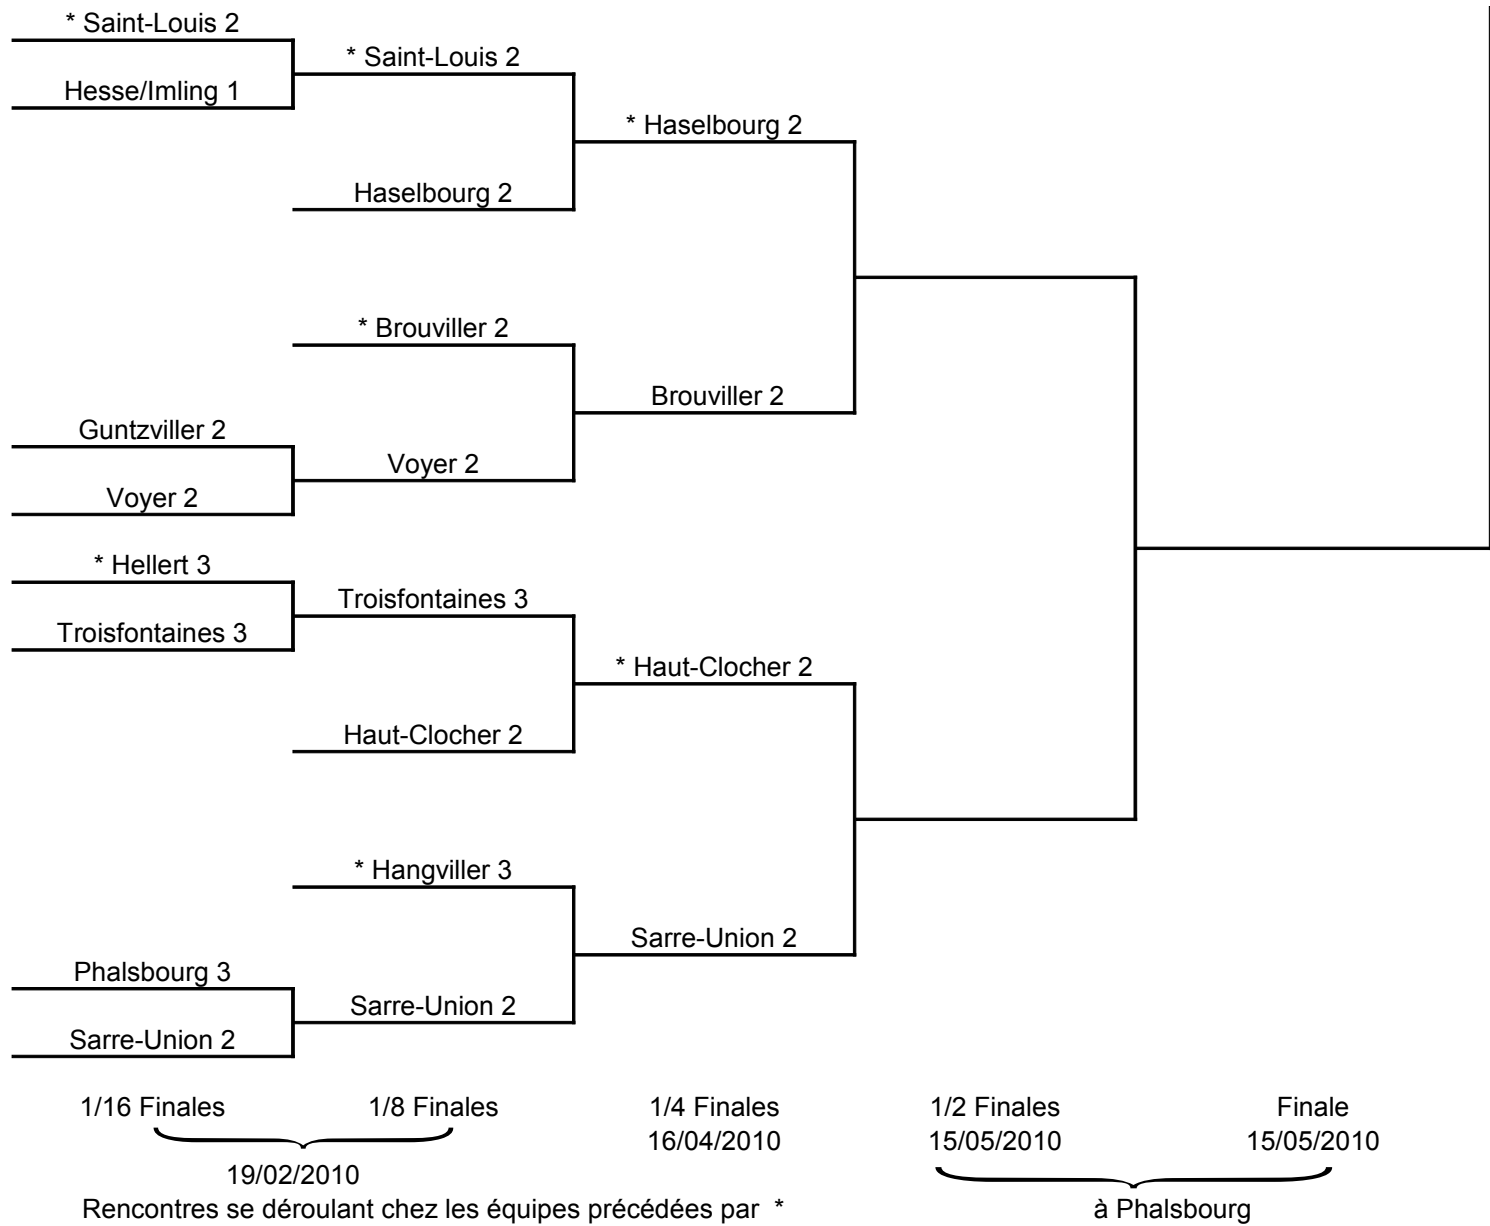 * Saint-Louis 2
* Saint-Louis 2
Hesse/Imling 1
* Haselbourg 2
Haselbourg 2
* Brouviller 2
Brouviller 2
Guntzviller 2
Voyer 2
Voyer 2
* Hellert 3
Troisfontaines 3
Troisfontaines 3
* Haut-Clocher 2
Haut-Clocher 2
* Hangviller 3
Sarre-Union 2
Phalsbourg 3
Sarre-Union 2
Sarre-Union 2
1/16 Finales 1/8 Finales 1/4 Finales 1/2 Finales Finale
16/04/2010 15/05/2010 15/05/2010
19/02/2010
Rencontres se déroulant chez les équipes précédées par * à Phalsbourg